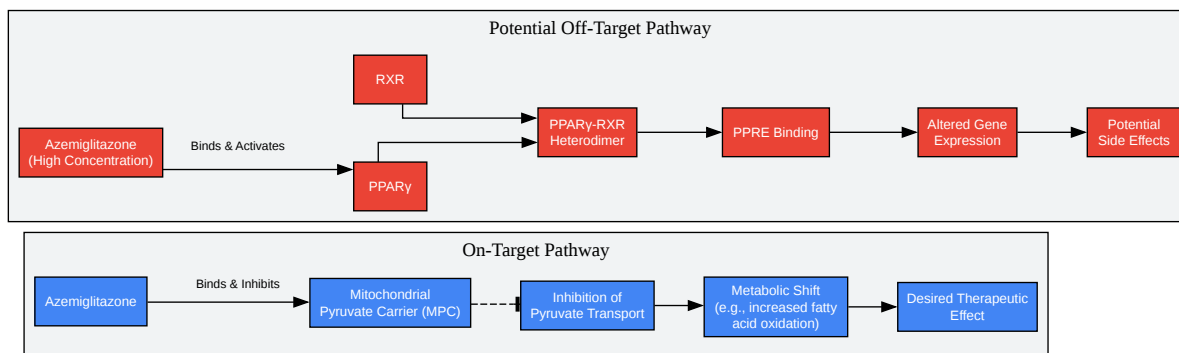 Potential Off-Target Pathway
RXR
Azemiglitazone
(High Concentration)
Binds & Activates
PPARγ
PPARγ-RXR
Heterodimer
PPRE Binding
Altered Gene
Expression
Potential
Side Effects
On-Target Pathway
Azemiglitazone
Binds & Inhibits
Mitochondrial
Pyruvate Carrier (MPC)
Inhibition of
Pyruvate Transport
Metabolic Shift
(e.g., increased fatty
acid oxidation)
Desired Therapeutic
Effect